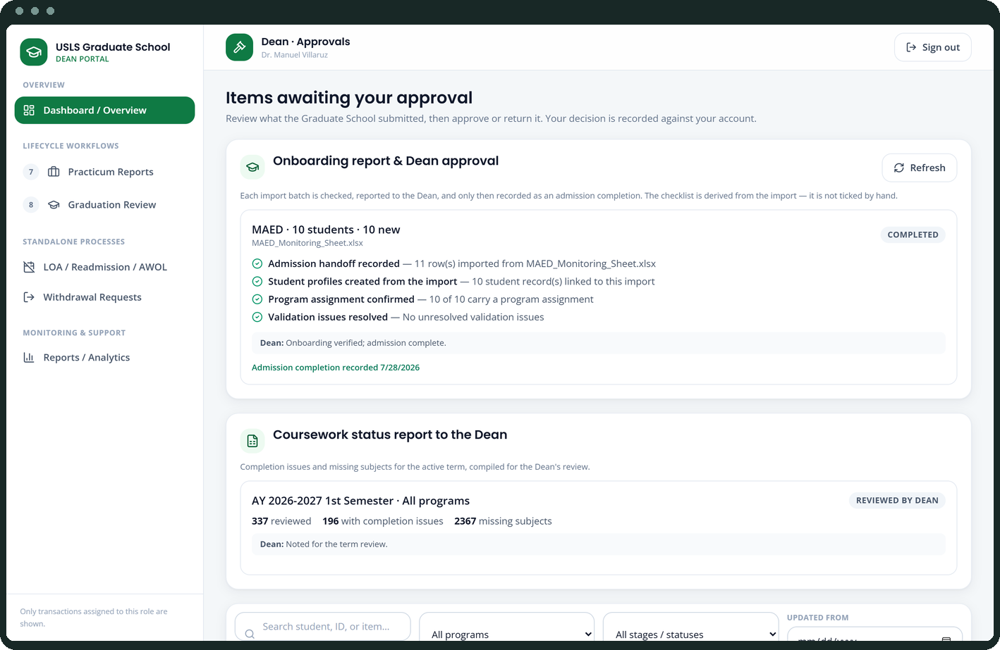 USLS Graduate School
DEAN PORTAL
OVERVIEW
Dashboard / Overview
LIFECYCLE WORKFLOWS
7 Practicum Reports
8 Graduation Review
STANDALONE PROCESSES
LOA / Readmission / AWOL
Withdrawal Requests
MONITORING & SUPPORT
Reports / Analytics
Only transactions assigned to this role are
shown.
Dean · Approvals
Dr. Manuel Villaruz
Sign out
Items awaiting your approval
Review what the Graduate School submitted, then approve or return it. Your decision is recorded against your account.
Onboarding report & Dean approval
Refresh
Each import batch is checked, reported to the Dean, and only then recorded as an admission completion. The checklist is derived from the import — it is not ticked by hand.
MAED · 10 students · 10 new
COMPLETED
MAED_Monitoring_Sheet.xlsx
Admission handoff recorded — 11 row(s) imported from MAED_Monitoring_Sheet.xlsx
Student profiles created from the import — 10 student record(s) linked to this import
Program assignment confirmed — 10 of 10 carry a program assignment
Validation issues resolved — No unresolved validation issues
Dean: Onboarding verified; admission complete.
Admission completion recorded 7/28/2026
Coursework status report to the Dean
Completion issues and missing subjects for the active term, compiled for the Dean's review.
AY 2026-2027 1st Semester · All programs
REVIEWED BY DEAN
337 reviewed 196 with completion issues 2367 missing subjects
Dean: Noted for the term review.
Search student, ID, or item...
All programs
All stages / statuses
UPDATED FROM
mm/dd/yyyy